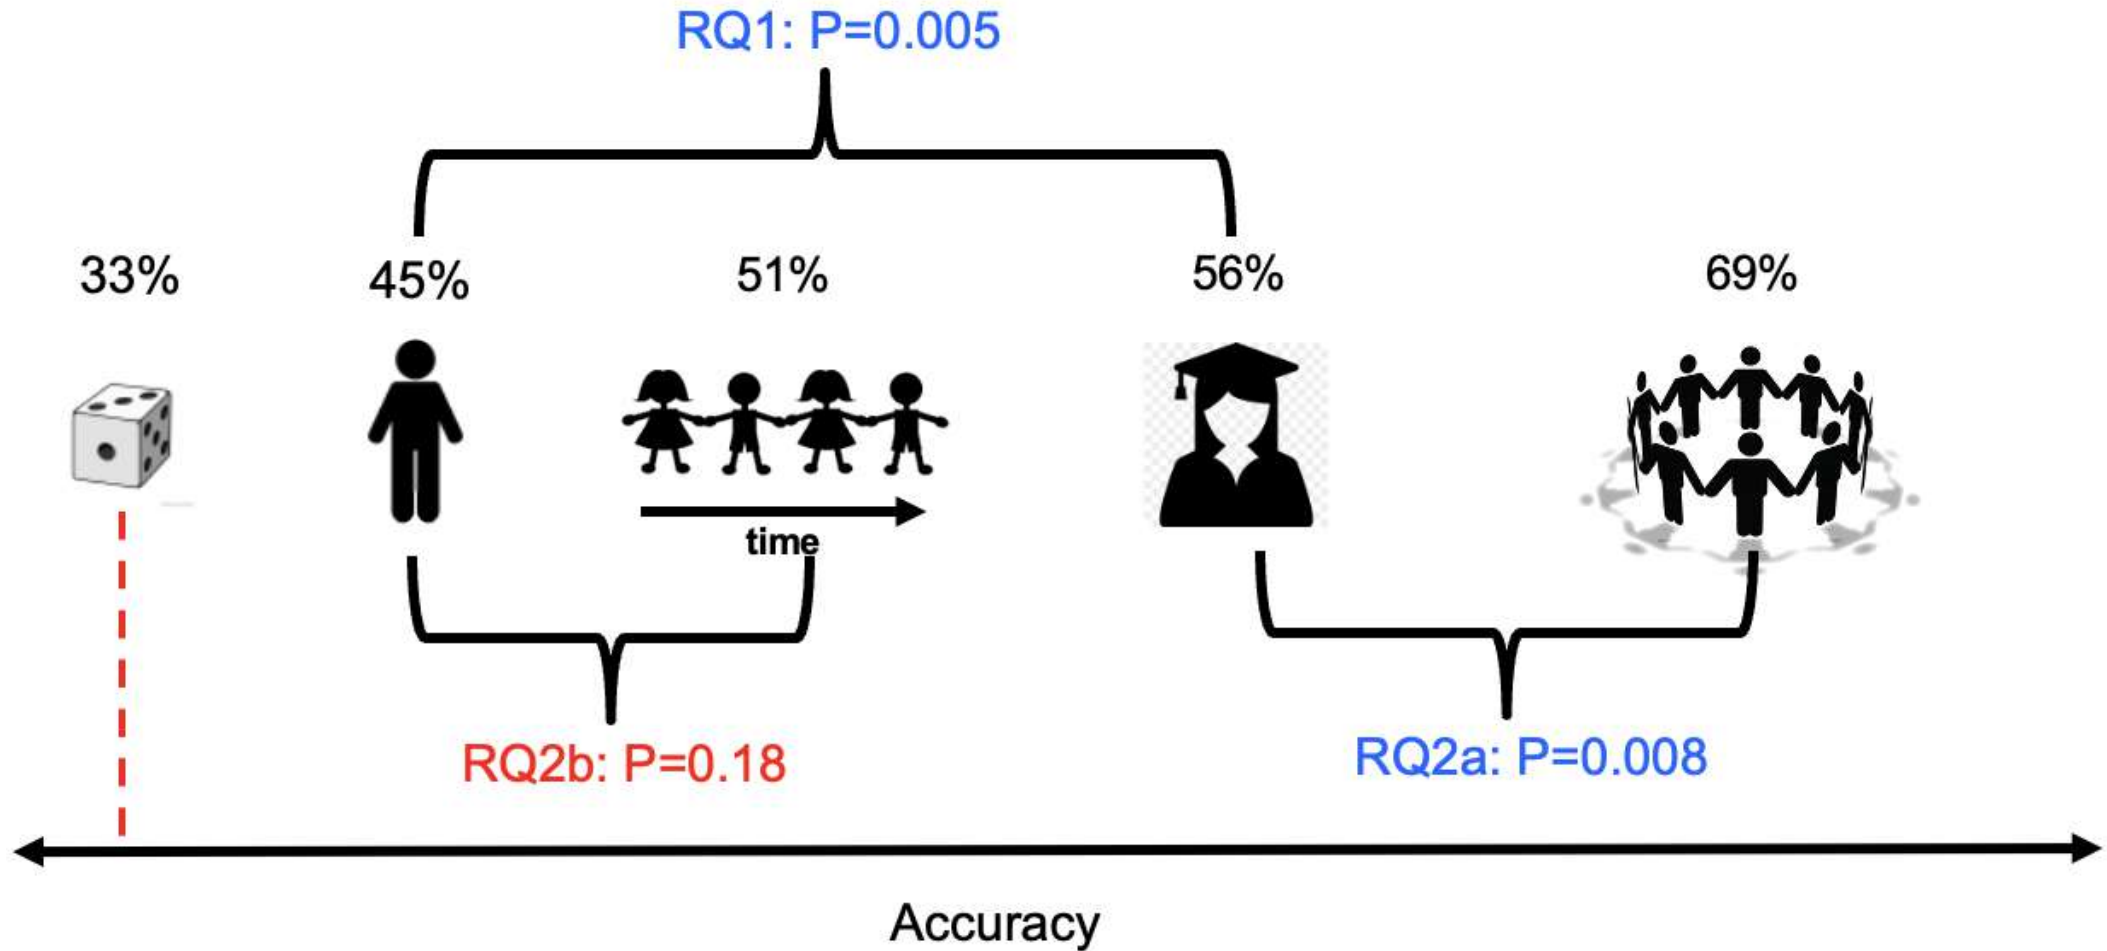 RQ1: P=0.005
33%
45%
51%
56%
69%
time
RQ2b: P=0.18
RQ2a: P=0.008
Accuracy